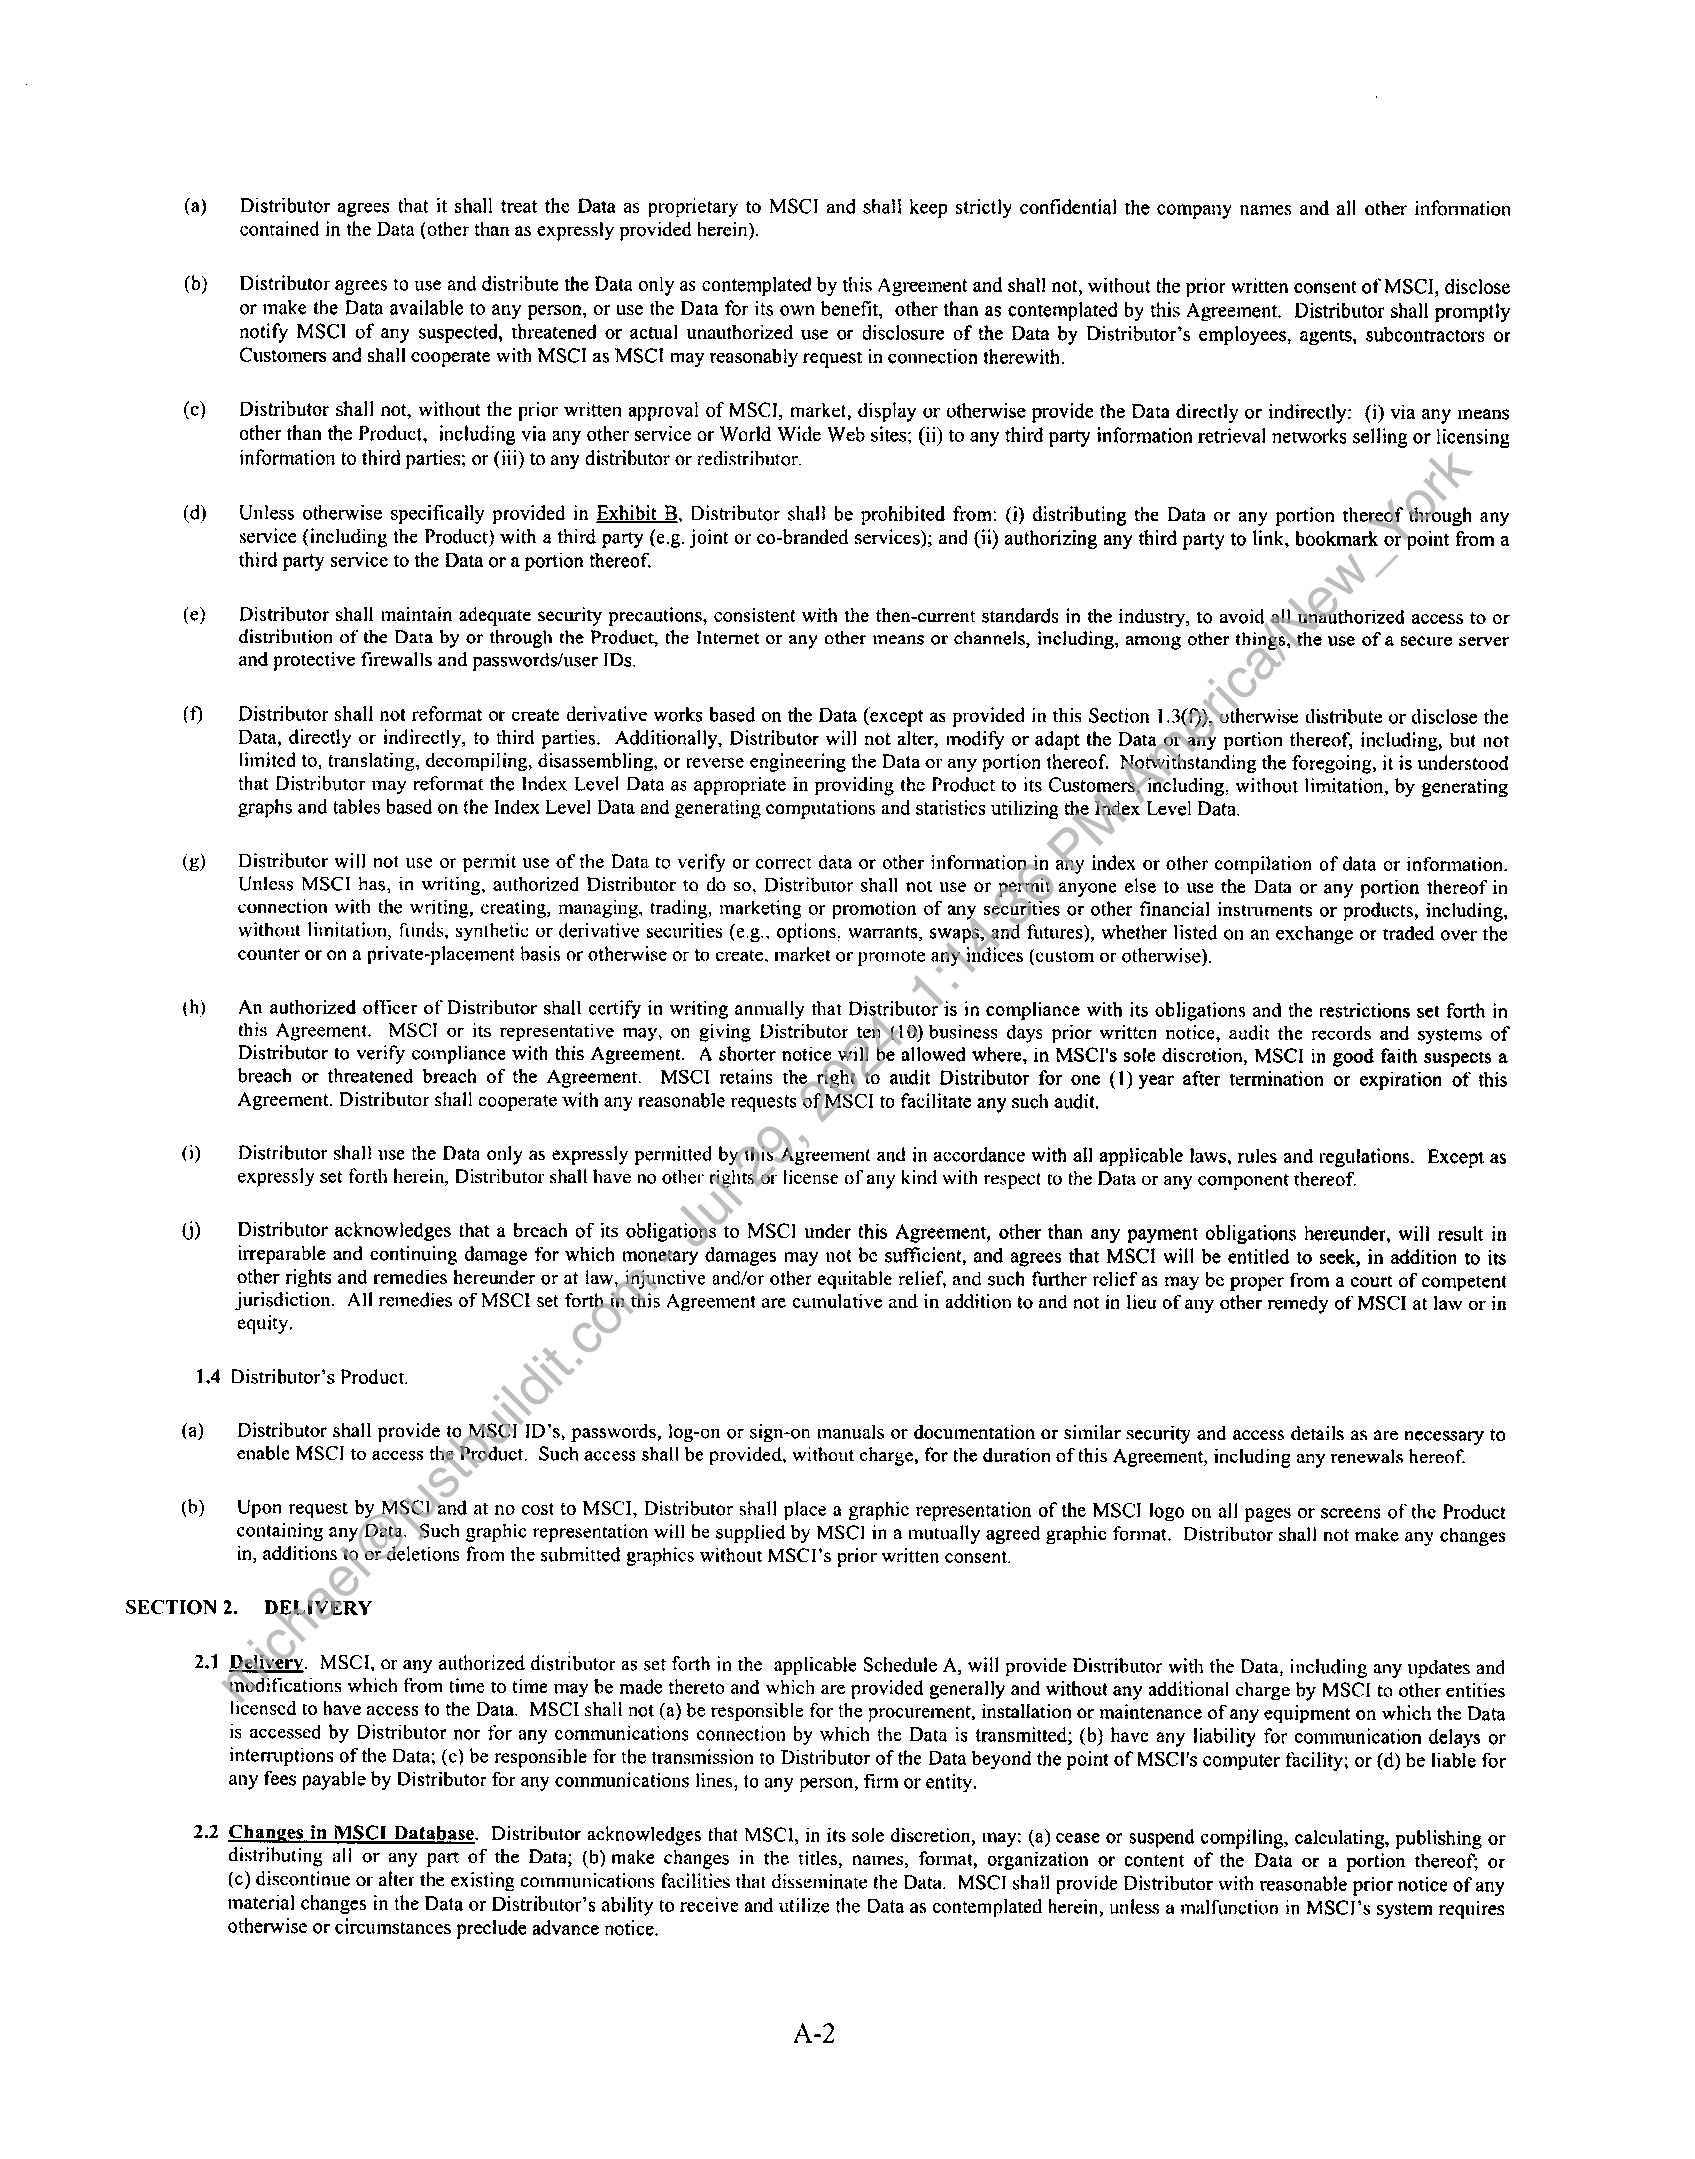 (a) Distributor agrees that it shall treat the Data as proprietary to MSCI and shall keep strictly confidential the company names and all other information
contained in the Data (other than as expressly provided herein).
(b) Distributor agrees to use and distribute the Data only as contemplated by this Agreement and shall not, without the prior written consent of MSCI, disclose
or make the Data available to any person, or use the Data for its own benefit, other than as contemplated by this Agreement. Distributor shall promptly
notify MSCI of any suspected, threatened or actual unauthorized use or disclosure of the Data by Distributor's employees, agents, subcontractors or
Customers and shall cooperate with MSCI as MSCI may reasonably request in connection therewith.
(c) Distributor shall not, without the prior written approval of MSCI, market, display or otherwise provide the Data directly or indirectly: (i) via any means
other than the Product, including via any other service or World Wide Web sites; (ii) to any third party information retrieval networks selling or licensing
information to third parties; or (iii) to any distributor or redistributor.
(d) Unless otherwise specifically provided in Exhibit B, Distributor shall be prohibited from: (i) distributing the Data or any portion thereof through any
service (including the Product) with a third party (e.g. joint or co-branded services); and (ii) authorizing any third party to link, bookmark or point from a
third party service to the Data or a portion thereof.
(e) Distributor shall maintain adequate security precautions, consistent with the then-current standards in the industry, to avoid all unauthorized access to or
distribution of the Data by or through the Product, the Internet or any other means or channels, including, among other things, the use of a secure server
and protective firewalls and passwords/user IDs.
(f) Distributor shall not reformat or create derivative works based on the Data (except as provided in this Section 1.3(f)), otherwise distribute or disclose the
Data, directly or indirectly, to third parties. Additionally, Distributor will not alter, modify or adapt the Data or any portion thereof, including, but not
limited to, translating, decompiling, disassembling, or reverse engineering the Data or any portion thereof. Notwithstanding the foregoing, it is understood
that Distributor may reformat the Index Level Data as appropriate in providing the Product to its Customers, including, without limitation, by generating
graphs and tables based on the Index Level Data and generating computations and statistics utilizing the Index Level Data.
(g) Distributor will not use or permit use of the Data to verify or correct data or other information in any index or other compilation of data or information.
Unless MSCI has, in writing, authorized Distributor to do so, Distributor shall not use or permit anyone else to use the Data or any portion thereof in
connection with the writing, creating, managing, trading, marketing or promotion of any securities or other financial instruments or products, including,
without limitation, funds, synthetic or derivative securities (e.g., options, warrants, swaps, and futures), whether listed on an exchange or traded over the
counter or on a private-placement basis or otherwise or to create, market or promote any indices (custom or otherwise).
(h) An authorized officer of Distributor shall certify in writing annually that Distributor is in compliance with its obligations and the restrictions set forth in
this Agreement. MSCI or its representative may, on giving Distributor ten (10) business days prior written notice, audit the records and systems of
Distributor to verify compliance with this Agreement. A shorter notice will be allowed where, in MSCI's sole discretion, MSCI in good faith suspects a
breach or threatened breach of the Agreement. MSCI retains the right to audit Distributor for one (1) year after termination or expiration of this
Agreement. Distributor shall cooperate with any reasonable requests of MSCI to facilitate any such audit.
(i) Distributor shall use the Data only as expressly permitted by this Agreement and in accordance with all applicable laws, rules and regulations. Except as
expressly set forth herein, Distributor shall have no other rights or license of any kind with respect to the Data or any component thereof.
(j) Distributor acknowledges that a breach of its obligations to MSCI under this Agreement, other than any payment obligations hereunder, will result in
irreparable and continuing damage for which monetary damages may not be sufficient, and agrees that MSCI will be entitled to seek, in addition to its
other rights and remedies hereunder or at law, injunctive and/or other equitable relief, and such further relief as may be proper from a court of competent
jurisdiction. All remedies of MSCI set forth in this Agreement are cumulative and in addition to and not in lieu of any other remedy of MSCI at law or in
equity.
1.4 Distributor's Product.
(a) Distributor shall provide to MSCI ID's, passwords, log-on or sign-on manuals or documentation or similar security and access details as are necessary to
enable MSCI to access the Product. Such access shall be provided, without charge, for the duration of this Agreement, including any renewals hereof.
(b) Upon request by MSCI and at no cost to MSCI, Distributor shall place a graphic representation of the MSCI logo on all pages or screens of the Product
containing any Data. Such graphic representation will be supplied by MSCI in a mutually agreed graphic format. Distributor shall not make any changes
in, additions to or deletions from the submitted graphics without MSCI's prior written consent.
SECTION 2. DELIVERY
2.1 Delivery. MSCI, or any authorized distributor as set forth in the applicable Schedule A, will provide Distributor with the Data, including any updates and
modifications which from time to time may be made thereto and which are provided generally and without any additional charge by MSCI to other entities
licensed to have access to the Data. MSCI shall not (a) be responsible for the procurement, installation or maintenance of any equipment on which the Data
is accessed by Distributor nor for any communications connection by which the Data is transmitted; (b) have any liability for communication delays or
interruptions of the Data; (c) be responsible for the transmission to Distributor of the Data beyond the point of MSCI's computer facility; or (d) be liable for
any fees payable by Distributor for any communications lines, to any person, firm or entity.
2.2 Changes in MSCI Database. Distributor acknowledges that MSCI, in its sole discretion, may: (a) cease or suspend compiling, calculating, publishing or
distributing all or any part of the Data; (b) make changes in the titles, names, format, organization or content of the Data or a portion thereof; or
(c) discontinue or alter the existing communications facilities that disseminate the Data. MSCI shall provide Distributor with reasonable prior notice of any
material changes in the Data or Distributor's ability to receive and utilize the Data as contemplated herein, unless a malfunction in MSCI's system requires
otherwise or circumstances preclude advance notice.
A-2
michael@justbuildit.com - Jul 29, 2024, 1:14:36 PM America/New_York